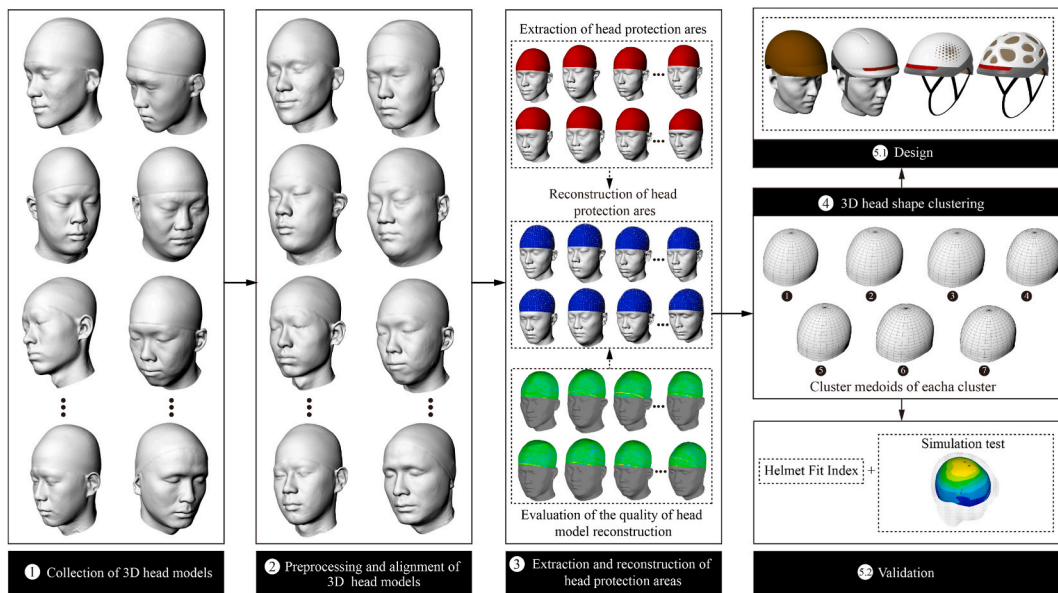 1 Collection of 3D head models
2 Preprocessing and alignment of
3D head models
Extraction of head protection ares
Reconstruction of head
protection ares
Evaluation of the quality of head
model reconstruction
3 Extraction and reconstruction of
head protection areas
5.1 Design
4 3D head shape clustering
1 2 3 4
5 6 7
Cluster medoids of eacha cluster
Simulation test
Helmet Fit Index +
5.2 Validation